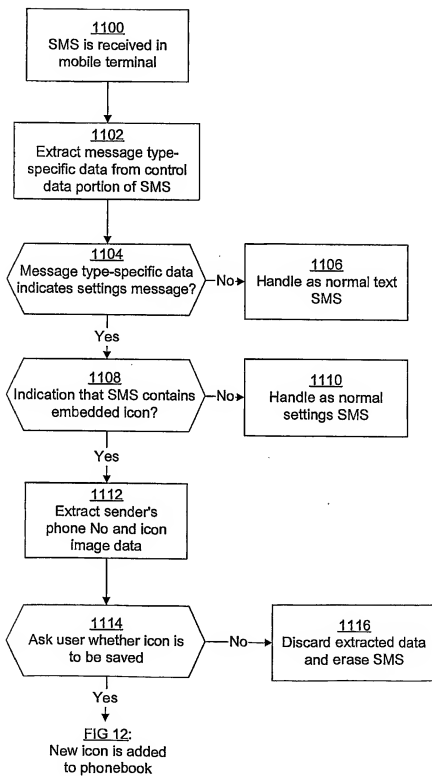 1100
SMS is received in
mobile terminal
1102
Extract message type-
specific data from control
data portion of SMS
1104
Message type-specific data
indicates settings message?
No
1106
Handle as normal text
SMS
Yes
1108
Indication that SMS contains
embedded icon?
No
1110
Handle as normal
settings SMS
Yes
1112
Extract sender's
phone No and icon
image data
1114
Ask user whether icon is
to be saved
No
1116
Discard extracted data
and erase SMS
Yes
FIG 12:
New icon is added
to phonebook